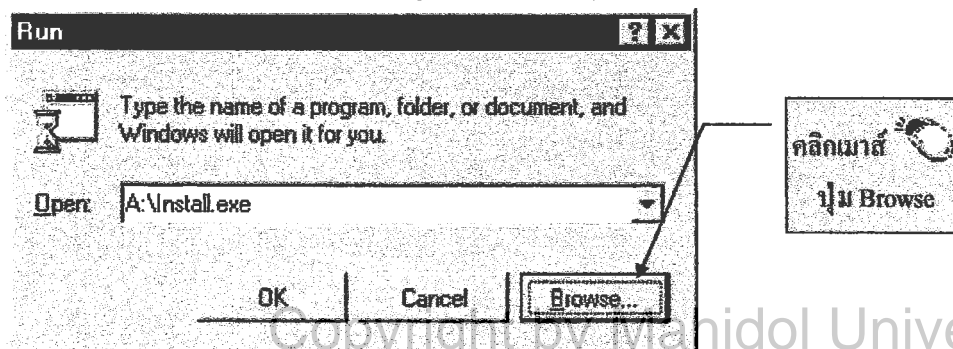 Run
Type the name of a program, folder, or document, and
Windows will open it for you.
Open:
A:\Install.exe
OK
Cancel
Browse...
คลิกเมาส์
ปุ่ม Browse
Copyright by Mahidol Unive